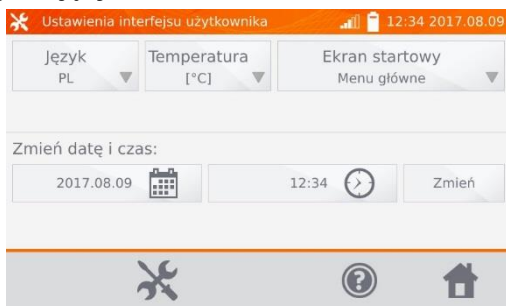 Ustawienia interfejsu użytkownika 12:34 2017.08.09
Język Temperatura Ekran startowy
PL [°C] Menu główne
Zmień datę i czas:
2017.08.09 12:34 Zmień
?